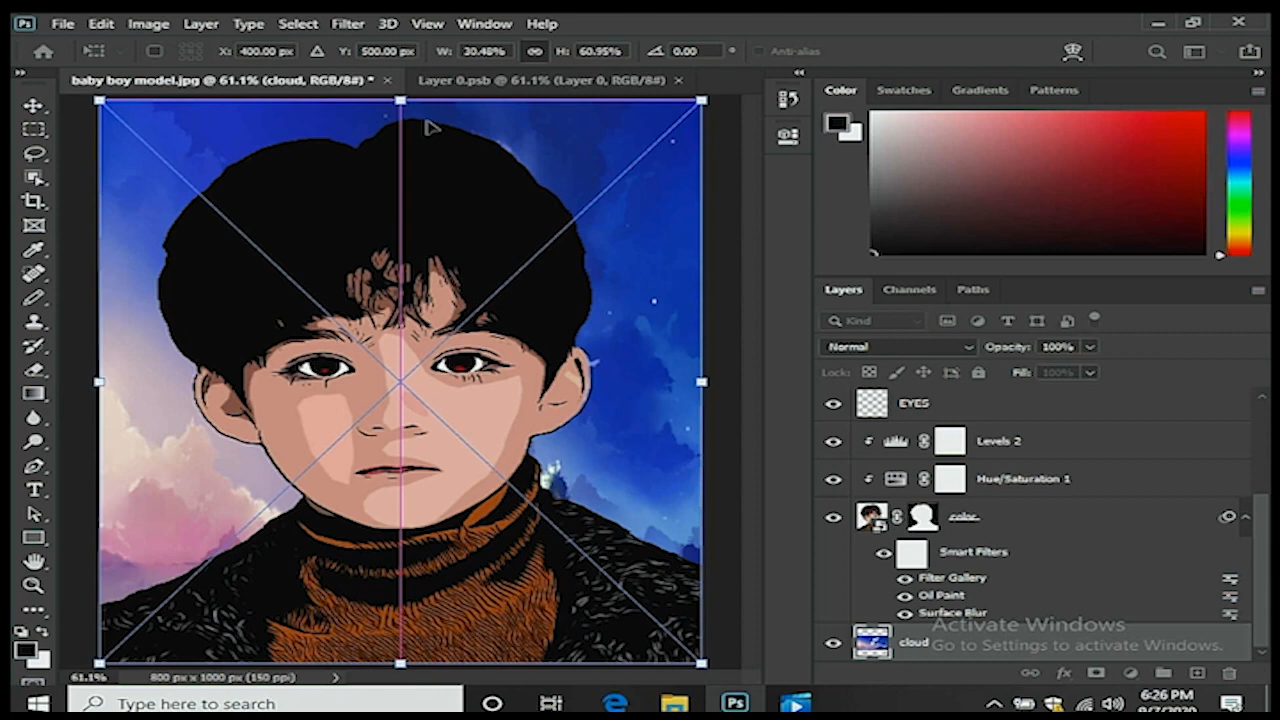 Ps File Edit Image Layer Type Select Filter 3D View Window Help
X: 400.00 px Y: 500.00 px W: 30.48% H: 60.95% 0.00 ° Anti-alias
baby boy model.jpg @ 61.1% (cloud, RGB/8#) * × Layer 0.psb @ 61.1% (Layer 0, RGB/8#) ×
Color Swatches Gradients Patterns
Layers Channels Paths
Kind
Normal Opacity: 100%
Lock: Fill: 100%
EYES
Levels 2
Hue/Saturation 1
color
Smart Filters
Filter Gallery
Oil Paint
Surface Blur
cloud
Activate Windows
Go to Settings to activate Windows.
61.1% 800 px x 1000 px (150 ppi)
Type here to search
Ps
6:26 PM
9/7/2020